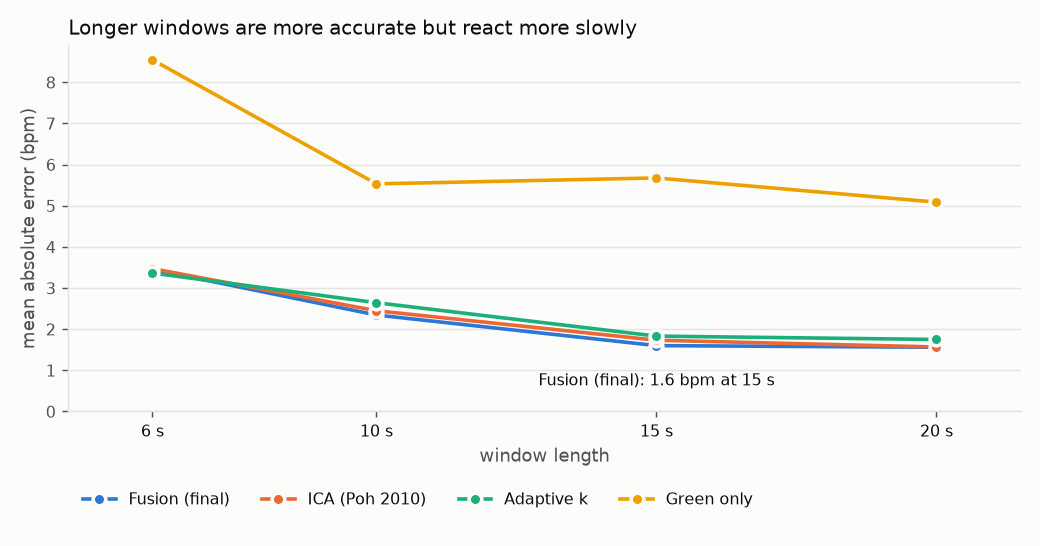 Longer windows are more accurate but react more slowly
mean absolute error (bpm)
8
7
6
5
4
3
2
1
0
Fusion (final): 1.6 bpm at 15 s
6 s
10 s
15 s
20 s
window length
Fusion (final)
ICA (Poh 2010)
Adaptive k
Green only